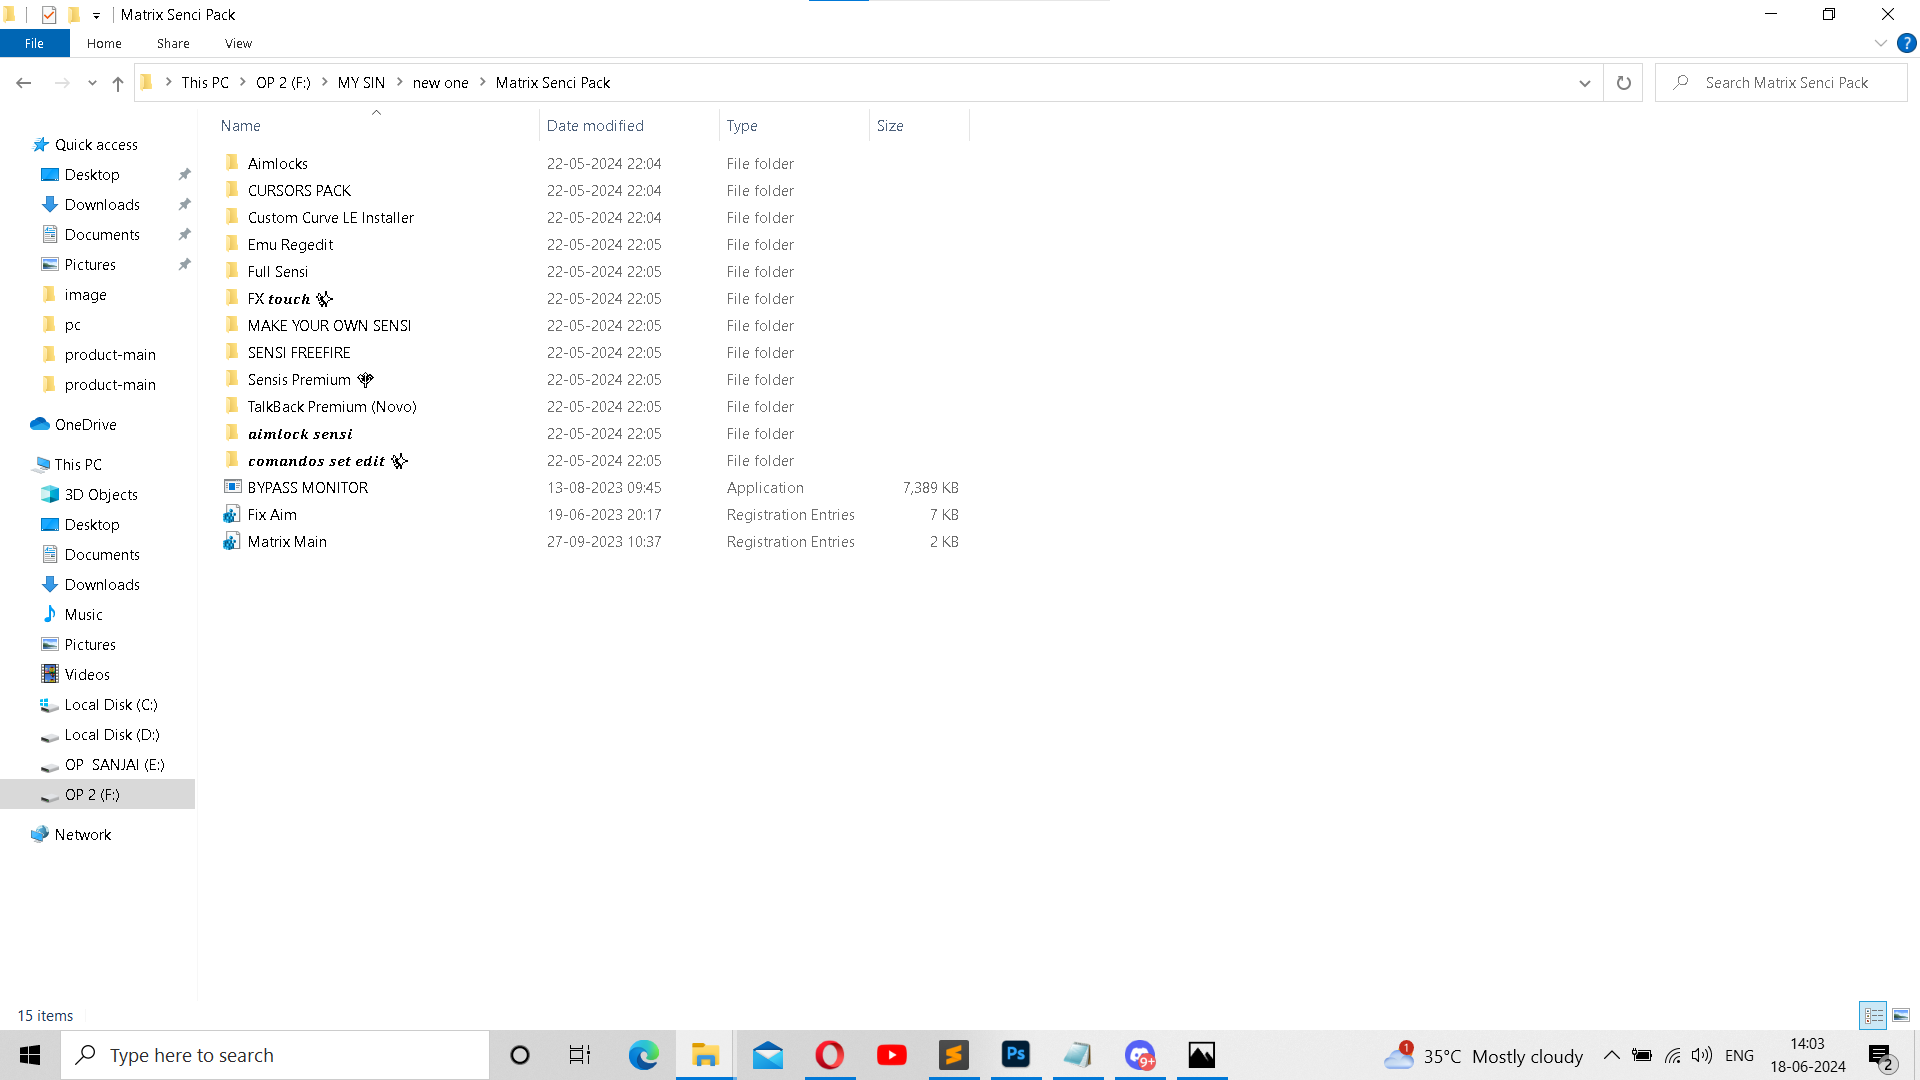 Matrix Senci Pack
File Home Share View
This PC OP 2 (F:) MY SIN new one Matrix Senci Pack
Search Matrix Senci Pack
Name Date modified Type Size
Quick access
Desktop
Downloads
Documents
Pictures
image
pc
product-main
product-main
OneDrive
This PC
3D Objects
Desktop
Documents
Downloads
Music
Pictures
Videos
Local Disk (C:)
Local Disk (D:)
OP SANJAI (E:)
OP 2 (F:)
Network
Aimlocks 22-05-2024 22:04 File folder
CURSORS PACK 22-05-2024 22:04 File folder
Custom Curve LE Installer 22-05-2024 22:04 File folder
Emu Regedit 22-05-2024 22:05 File folder
Full Sensi 22-05-2024 22:05 File folder
FX touch 22-05-2024 22:05 File folder
MAKE YOUR OWN SENSI 22-05-2024 22:05 File folder
SENSI FREEFIRE 22-05-2024 22:05 File folder
Sensis Premium 22-05-2024 22:05 File folder
TalkBack Premium (Novo) 22-05-2024 22:05 File folder
aimlock sensi 22-05-2024 22:05 File folder
comandos set edit 22-05-2024 22:05 File folder
BYPASS MONITOR 13-08-2023 09:45 Application 7,389 KB
Fix Aim 19-06-2023 20:17 Registration Entries 7 KB
Matrix Main 27-09-2023 10:37 Registration Entries 2 KB
15 items
Type here to search
Ps
9+
1
35°C Mostly cloudy
ENG
14:03
18-06-2024
2